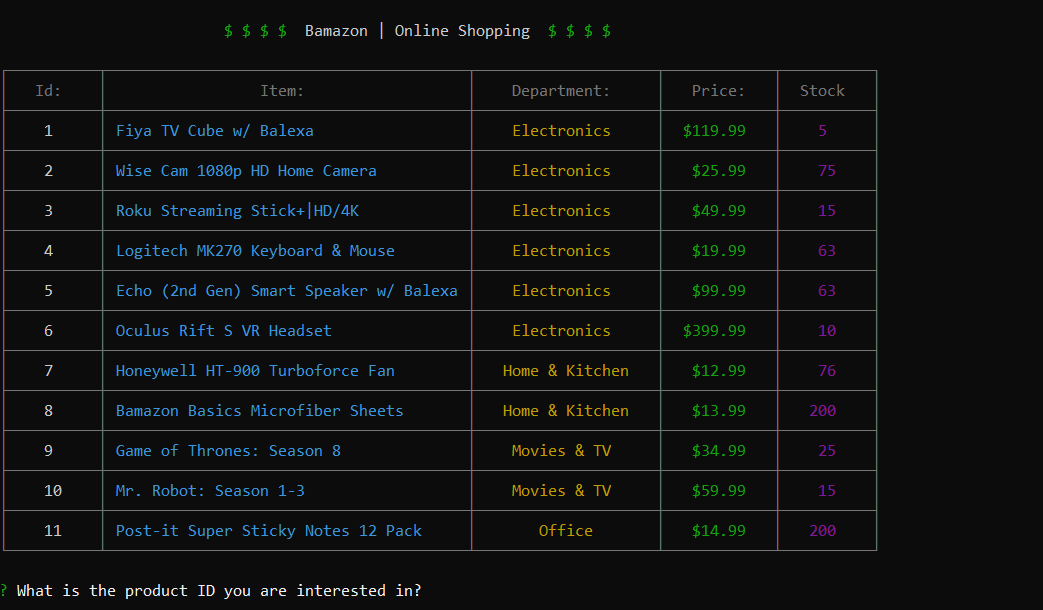 $ $ $ $ Bamazon | Online Shopping $ $ $ $
Id: Item: Department: Price: Stock
1 Fiya TV Cube w/ Balexa Electronics $119.99 5
2 Wise Cam 1080p HD Home Camera Electronics $25.99 75
3 Roku Streaming Stick+|HD/4K Electronics $49.99 15
4 Logitech MK270 Keyboard & Mouse Electronics $19.99 63
5 Echo (2nd Gen) Smart Speaker w/ Balexa Electronics $99.99 63
6 Oculus Rift S VR Headset Electronics $399.99 10
7 Honeywell HT-900 Turboforce Fan Home & Kitchen $12.99 76
8 Bamazon Basics Microfiber Sheets Home & Kitchen $13.99 200
9 Game of Thrones: Season 8 Movies & TV $34.99 25
10 Mr. Robot: Season 1-3 Movies & TV $59.99 15
11 Post-it Super Sticky Notes 12 Pack Office $14.99 200
? What is the product ID you are interested in?